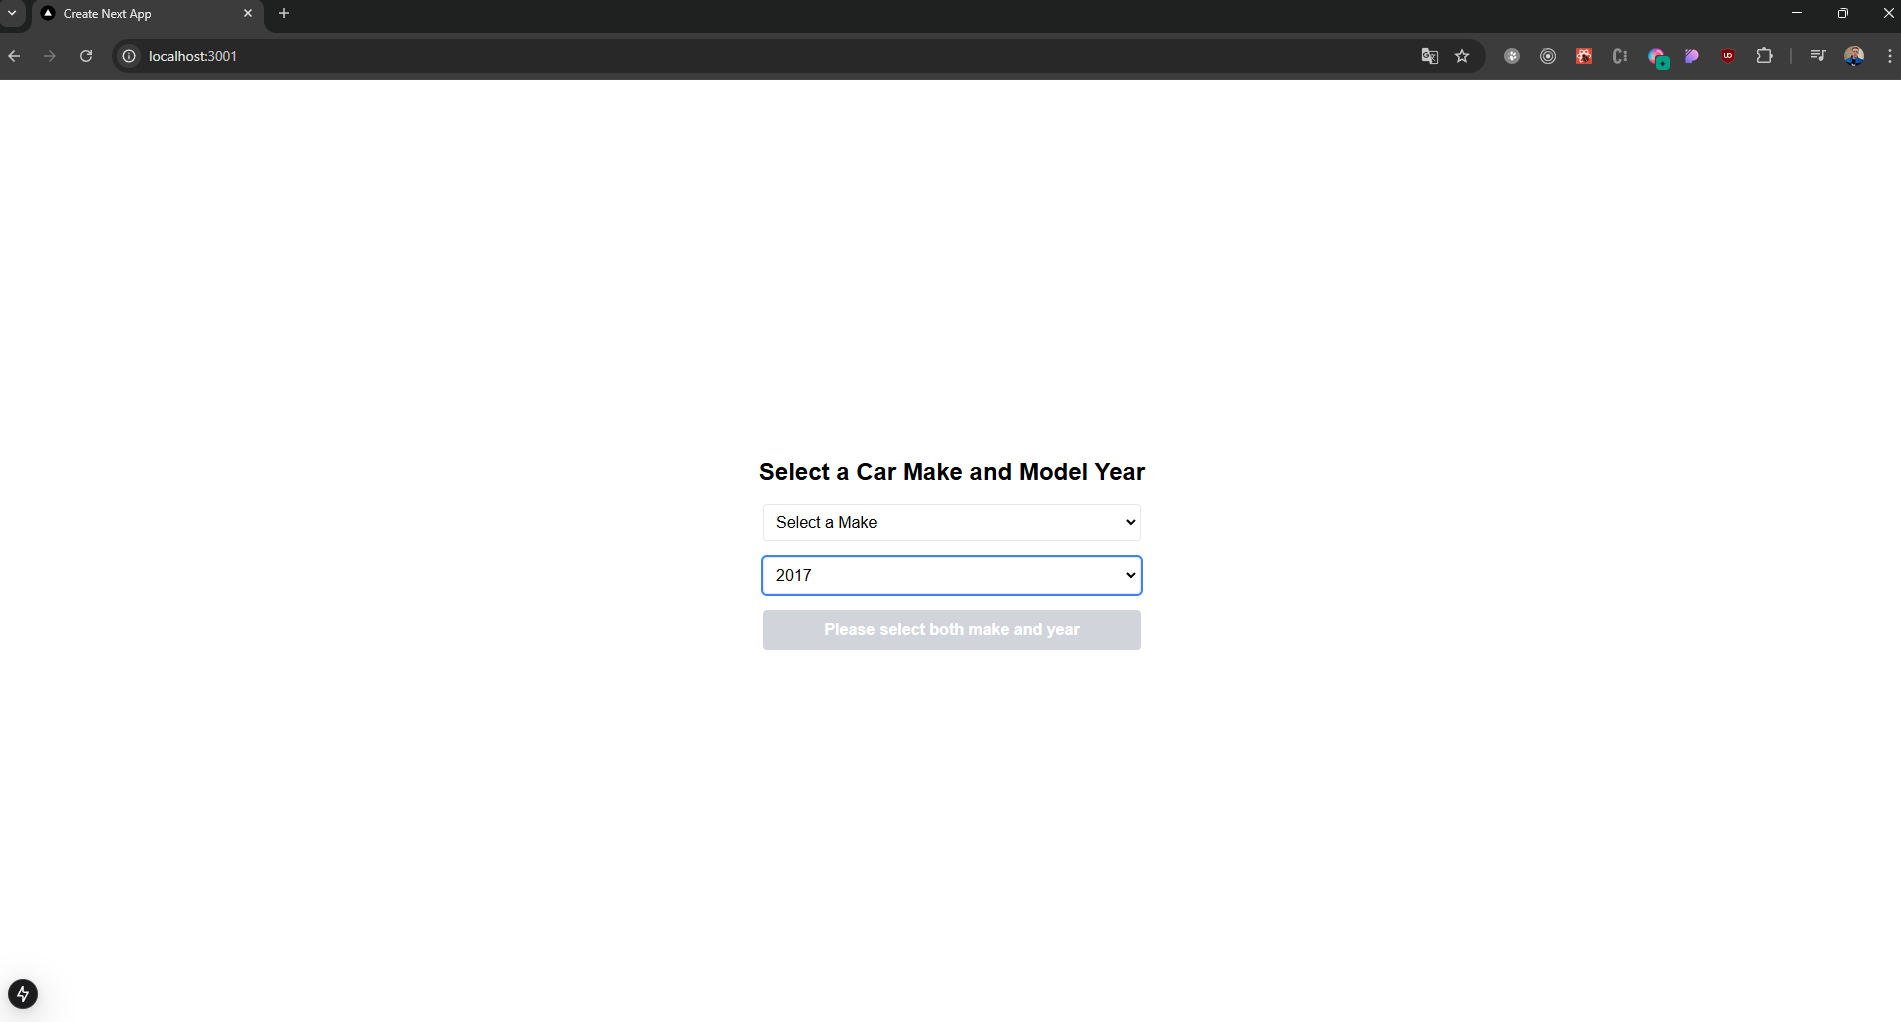 Create Next App
localhost:3001
Select a Car Make and Model Year
Select a Make
2017
Please select both make and year